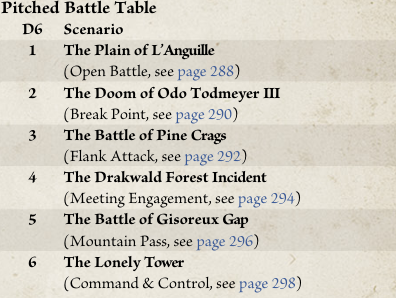 Pitched Battle Table
D6 Scenario
1 The Plain of L'Anguille
(Open Battle, see page 288)
2 The Doom of Odo Todmeyer III
(Break Point, see page 290)
3 The Battle of Pine Crags
(Flank Attack, see page 292)
4 The Drakwald Forest Incident
(Meeting Engagement, see page 294)
5 The Battle of Gisoreux Gap
(Mountain Pass, see page 296)
6 The Lonely Tower
(Command & Control, see page 298)